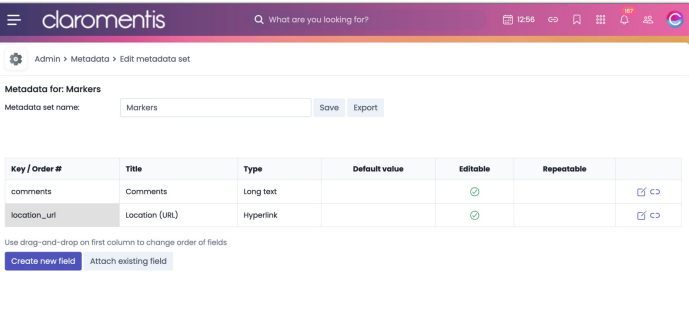 claromentis
What are you looking for?
12:56
167
Admin > Metadata > Edit metadata set
Metadata for: Markers
Metadata set name: Markers Save Export
Key / Order # Title Type Default value Editable Repeatable
comments Comments Long text
location_url Location (URL) Hyperlink
Use drag-and-drop on first column to change order of fields
Create new field Attach existing field